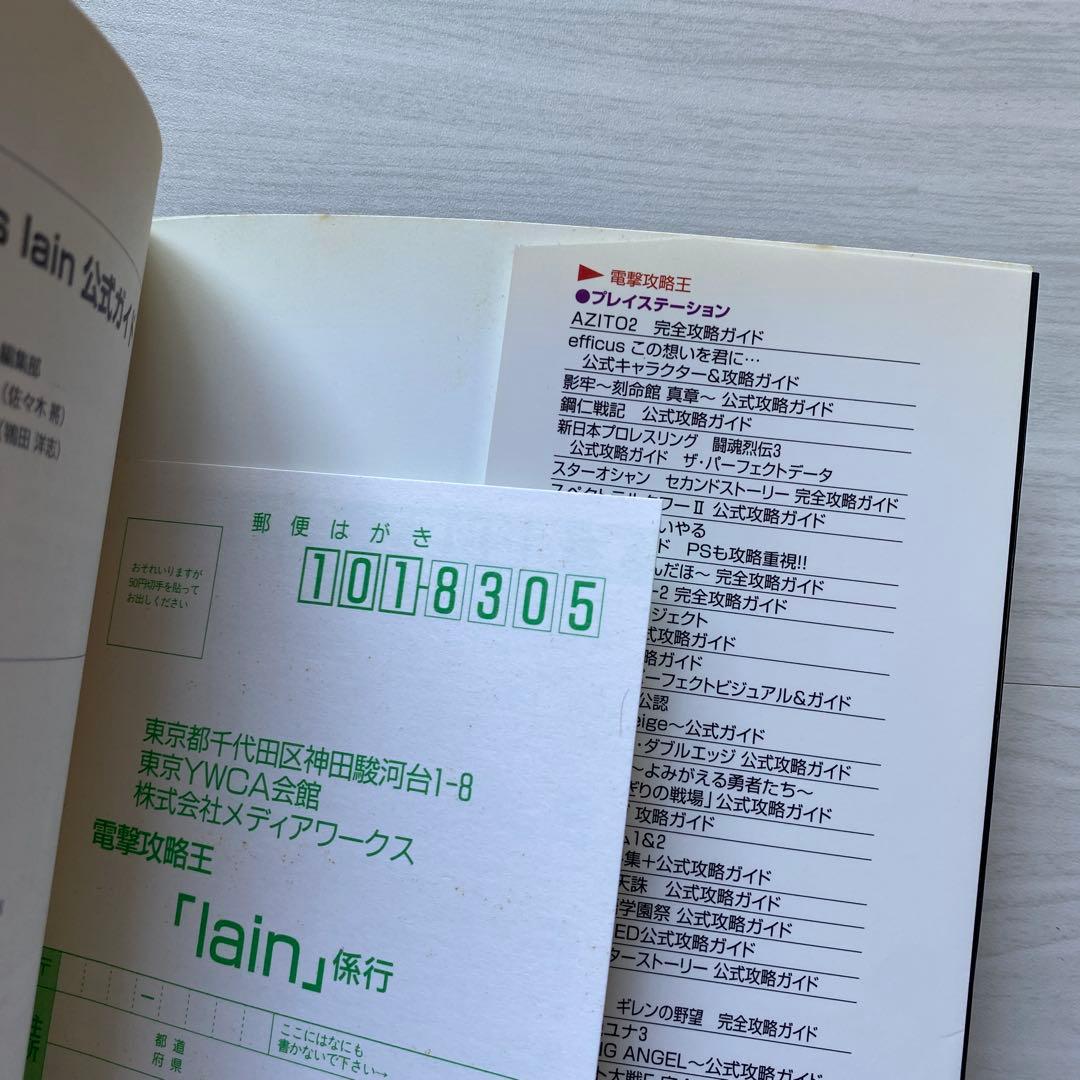 s lain 公式ガイ
編集部
(佐々木 將)
(鴨田 洋志)
郵便はがき
101-8305
おそれいりますが
50円切手を貼って
お出しください
東京都千代田区神田駿河台1-8
東京YWCA会館
株式会社メディアワークス
電撃攻略王
「lain」係行
〒
住所
都道
府県
ここにはなにも
書かないで下さい→
▶電撃攻略王
●プレイステーション
AZITO2 完全攻略ガイド
efficus この想いを君に…
公式キャラクター&攻略ガイド
影牢〜刻命館 真章〜 公式攻略ガイド
鋼仁戦記 公式攻略ガイド
新日本プロレスリング 闘魂烈伝3
公式攻略ガイド ザ・パーフェクトデータ
スターオシャン セカンドストーリー 完全攻略ガイド
スペクトラルタワーⅡ 公式攻略ガイド
いやる
ド PSも攻略重視!!
んだほ〜 完全攻略ガイド
-2 完全攻略ガイド
ジェクト
式攻略ガイド
略ガイド
パーフェクトビジュアル&ガイド
公認
eige〜公式ガイド
・ダブルエッジ 公式攻略ガイド
〜よみがえる勇者たち〜
ぎりの戦場」公式攻略ガイド
攻略ガイド
ム1&2
集+公式攻略ガイド
天誅 公式攻略ガイド
学園祭 公式攻略ガイド
ED公式攻略ガイド
ターストーリー 公式攻略ガイド
ギレンの野望 完全攻略ガイド
ユナ3
NG ANGEL〜公式攻略ガイド
ト大戦F